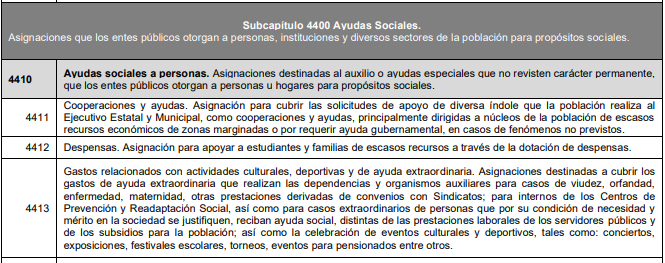 Subcapítulo 4400 Ayudas Sociales.
Asignaciones que los entes públicos otorgan a personas, instituciones y diversos sectores de la población para propósitos sociales.
4410 Ayudas sociales a personas. Asignaciones destinadas al auxilio o ayudas especiales que no revisten carácter permanente,
que los entes públicos otorgan a personas u hogares para propósitos sociales.
4411 Cooperaciones y ayudas. Asignación para cubrir las solicitudes de apoyo de diversa índole que la población realiza al
Ejecutivo Estatal y Municipal, como cooperaciones y ayudas, principalmente dirigidas a núcleos de la población de escasos
recursos económicos de zonas marginadas o por requerir ayuda gubernamental, en casos de fenómenos no previstos.
4412 Despensas. Asignación para apoyar a estudiantes y familias de escasos recursos a través de la dotación de despensas.
4413 Gastos relacionados con actividades culturales, deportivas y de ayuda extraordinaria. Asignaciones destinadas a cubrir los
gastos de ayuda extraordinaria que realizan las dependencias y organismos auxiliares para casos de viudez, orfandad,
enfermedad, maternidad, otras prestaciones derivadas de convenios con Sindicatos; para internos de los Centros de
Prevención y Readaptación Social, así como para casos extraordinarios de personas que por su condición de necesidad y
mérito en la sociedad se justifiquen, reciban ayuda social, distintas de las prestaciones laborales de los servidores públicos y
de los subsidios para la población; así como la celebración de eventos culturales y deportivos, tales como: conciertos,
exposiciones, festivales escolares, torneos, eventos para pensionados entre otros.